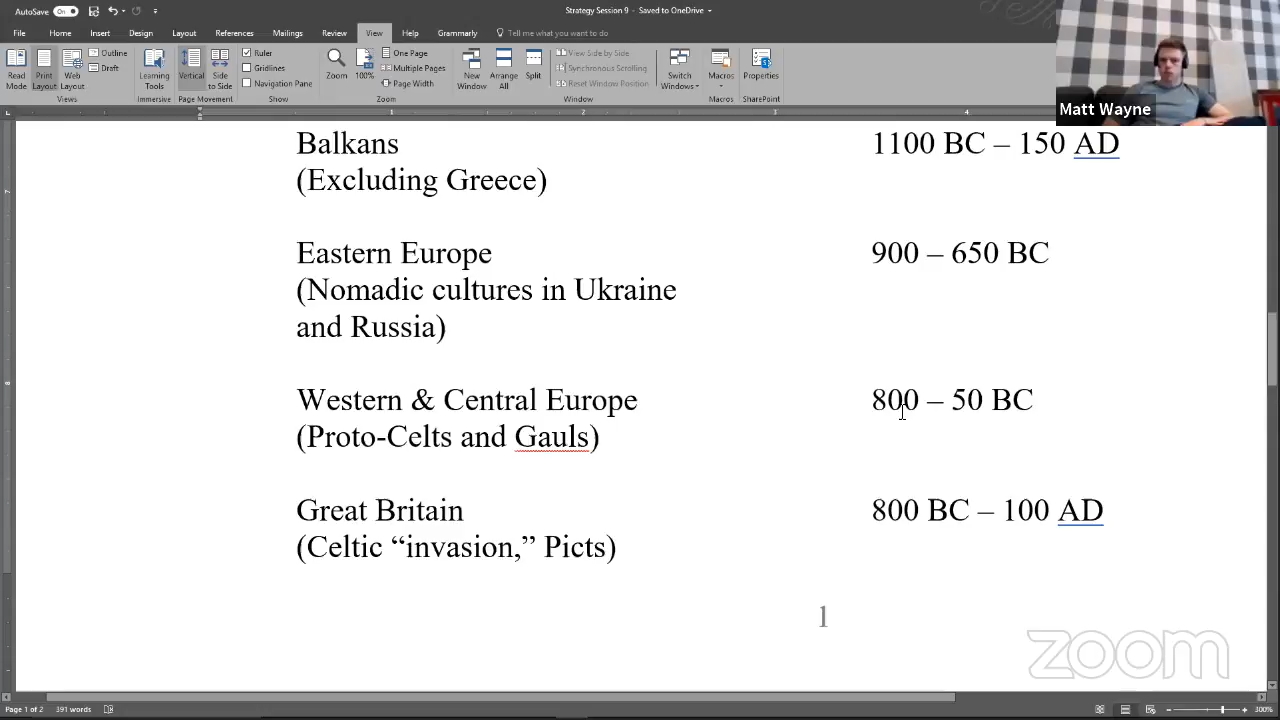 AutoSave On Strategy Session 9 - Saved to OneDrive
File Home Insert Design Layout References Mailings Review View Help Grammarly Tell me what you want to do
Read Mode
Print Layout
Web Layout
Outline
Draft
Views
Learning Tools
Immersive
Vertical
Side to Side
Page Movement
Ruler
Gridlines
Navigation Pane
Show
Zoom
100%
One Page
Multiple Pages
Page Width
Zoom
New Window
Arrange All
Split
View Side by Side
Synchronous Scrolling
Reset Window Position
Window
Switch Windows
Macros
Macros
Properties
SharePoint
Matt Wayne
Balkans 1100 BC – 150 AD
(Excluding Greece)
Eastern Europe 900 – 650 BC
(Nomadic cultures in Ukraine
and Russia)
Western & Central Europe 800 – 50 BC
(Proto-Celts and Gauls)
Great Britain 800 BC – 100 AD
(Celtic “invasion,” Picts)
1
zoom
Page 1 of 2 391 words 300%